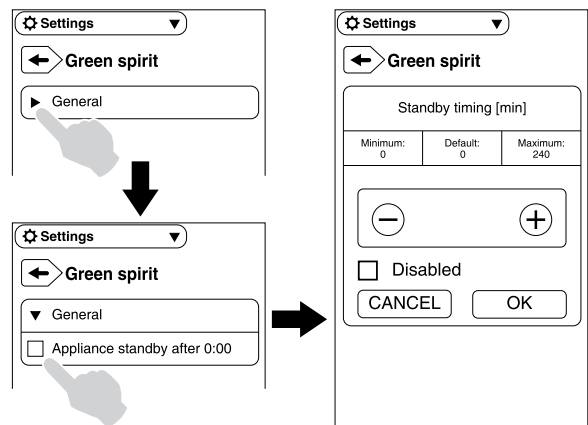 Settings
Green spirit
General
Settings
Green spirit
General
Appliance standby after 0:00
Settings
Green spirit
Standby timing [min]
Minimum: Default: Maximum:
0 0 240
Disabled
CANCEL OK